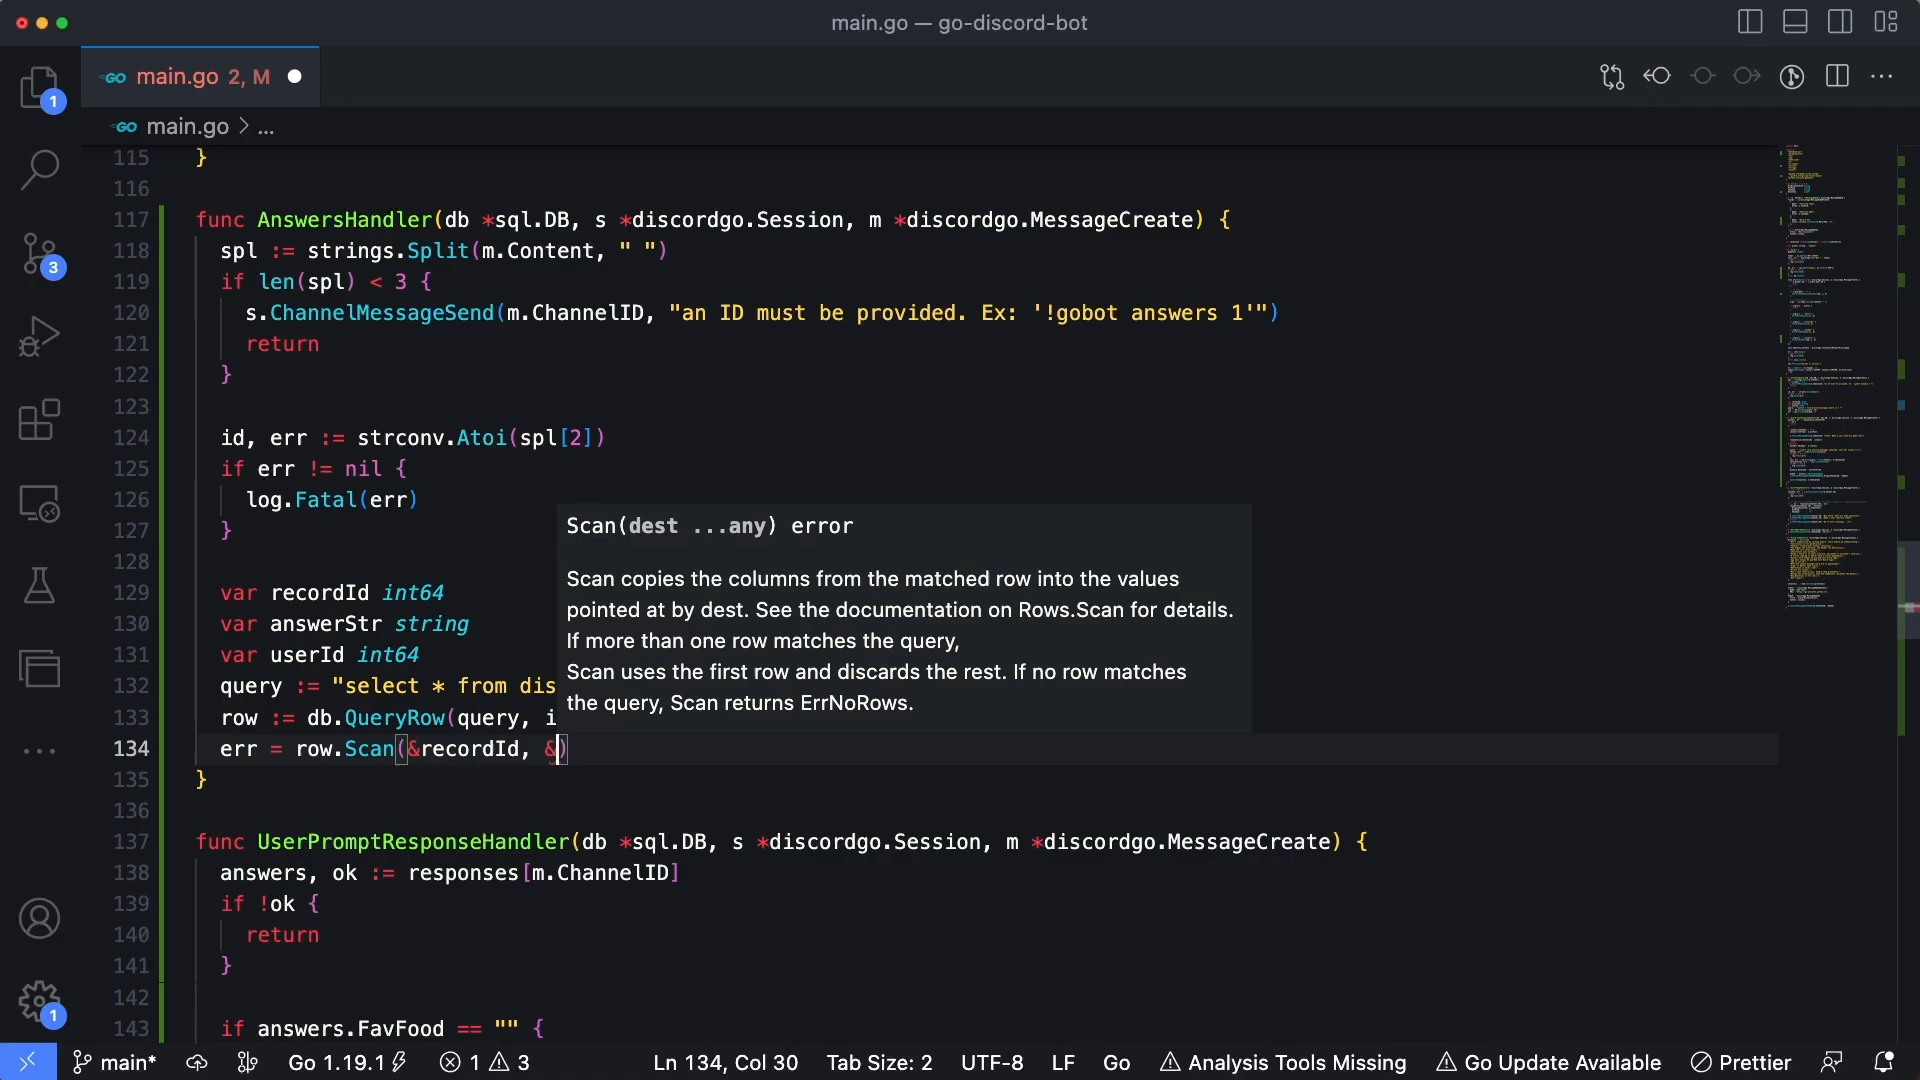 main.go — go-discord-bot
GO main.go 2, M
GO main.go > ...
1
3
1
115 }
116
117 func AnswersHandler(db *sql.DB, s *discordgo.Session, m *discordgo.MessageCreate) {
118 spl := strings.Split(m.Content, " ")
119 if len(spl) < 3 {
120 s.ChannelMessageSend(m.ChannelID, "an ID must be provided. Ex: '!gobot answers 1'")
121 return
122 }
123
124 id, err := strconv.Atoi(spl[2])
125 if err != nil {
126 log.Fatal(err)
127 }
128
129 var recordId int64
130 var answerStr string
131 var userId int64
132 query := "select * from dis
133 row := db.QueryRow(query, i
134 err = row.Scan(&recordId, &)
135 }
136
137 func UserPromptResponseHandler(db *sql.DB, s *discordgo.Session, m *discordgo.MessageCreate) {
138 answers, ok := responses[m.ChannelID]
139 if !ok {
140 return
141 }
142
143 if answers.FavFood == "" {
Scan(dest ...any) error
Scan copies the columns from the matched row into the values
pointed at by dest. See the documentation on Rows.Scan for details.
If more than one row matches the query,
Scan uses the first row and discards the rest. If no row matches
the query, Scan returns ErrNoRows.
main* Go 1.19.1 1 3 Ln 134, Col 30 Tab Size: 2 UTF-8 LF Go Analysis Tools Missing Go Update Available Prettier